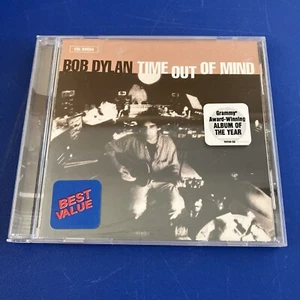 BOB DYLAN TIME OUT OF MIND
Grammy®
Award-Winning
ALBUM OF
THE YEAR
BEST
VALUE